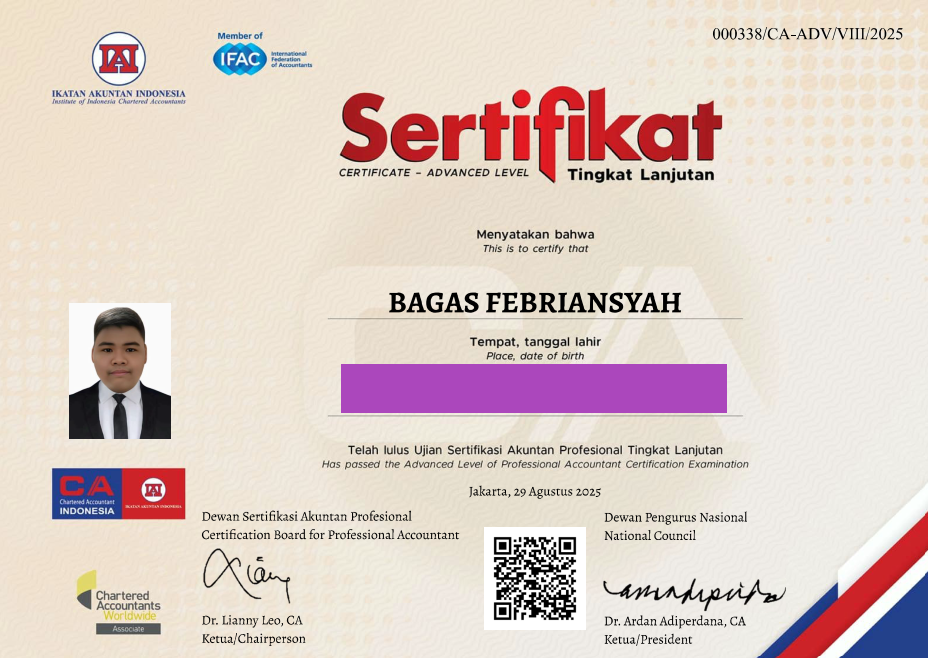 000338/CA-ADV/VIII/2025
IAI
IKATAN AKUNTAN INDONESIA
Institute of Indonesia Chartered Accountants
Member of
IFAC
International
Federation
of Accountants
Sertifikat
CERTIFICATE – ADVANCED LEVEL
Tingkat Lanjutan
Menyatakan bahwa
This is to certify that
BAGAS FEBRIANSYAH
Tempat, tanggal lahir
Place, date of birth
Telah lulus Ujian Sertifikasi Akuntan Profesional Tingkat Lanjutan
Has passed the Advanced Level of Professional Accountant Certification Examination
Jakarta, 29 Agustus 2025
CA
Chartered Accountant
INDONESIA
IAI
IKATAN AKUNTAN INDONESIA
Dewan Sertifikasi Akuntan Profesional
Certification Board for Professional Accountant
Dr. Lianny Leo, CA
Ketua/Chairperson
Dewan Pengurus Nasional
National Council
Dr. Ardan Adiperdana, CA
Ketua/President
Chartered
Accountants
Worldwide
Associate